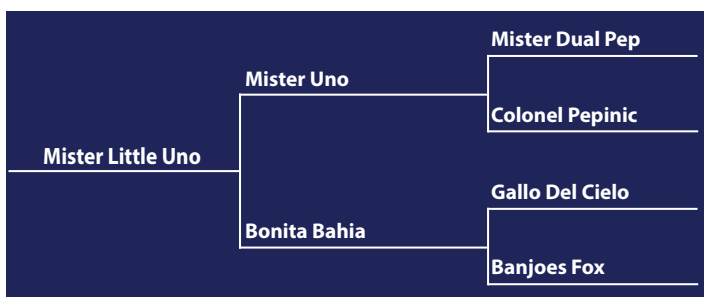 Mister Dual Pep
Mister Uno
Colonel Pepinic
Mister Little Uno
Gallo Del Cielo
Bonita Bahia
Banjoes Fox